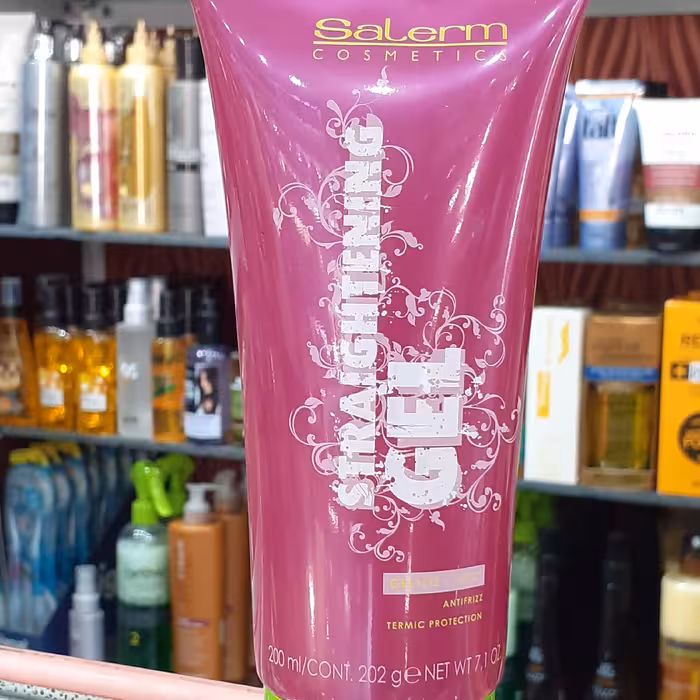 Salerm
COSMETICS
STRAIGHTENING
GEL
ANTIFRIZZ
TERMIC PROTECTION
200 ml/CONT. 202 g e NET WT 7,1 OZ